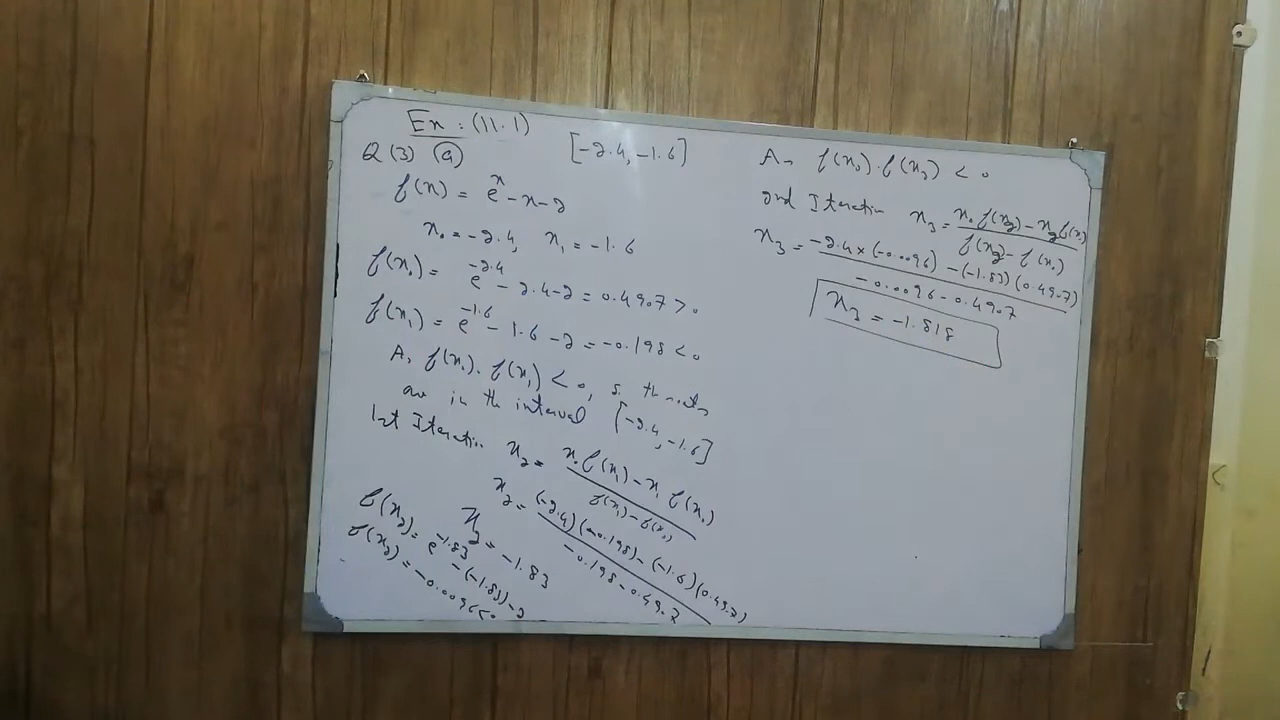 Ex : (11.1)
Q (3) (a) [-2.4, -1.6]
f(x) = e^x - x - 2
x₀ = -2.4, x₁ = -1.6
f(x₀) = e^-2.4 - 2.4 - 2 = 0.4907 > 0
f(x₁) = e^-1.6 - 1.6 - 2 = -0.198 < 0
As f(x₀). f(x₁) < 0, so the roots
are in the interval [-2.4, -1.6]
1st Iteration x₂ = x₀ f(x₁) - x₁ f(x₀) / f(x₁) - f(x₀)
x₂ = (-2.4)(-0.198) - (-1.6)(0.4907) / -0.198 - 0.4907
x₂ = -1.83
f(x₂) = e^-1.83 - (-1.83) - 2
f(x₂) = -0.0096 < 0
As f(x₀). f(x₂) < 0
2nd Iteration x₃ = x₀ f(x₂) - x₂ f(x₀) / f(x₂) - f(x₀)
x₃ = -2.4 × (-0.0096) - (-1.83)(0.4907) / -0.0096 - 0.4907
x₃ = -1.818